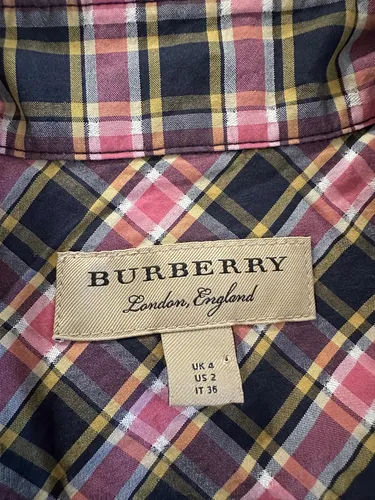 BURBERRY
London, England
UK 4
US 2
IT 36